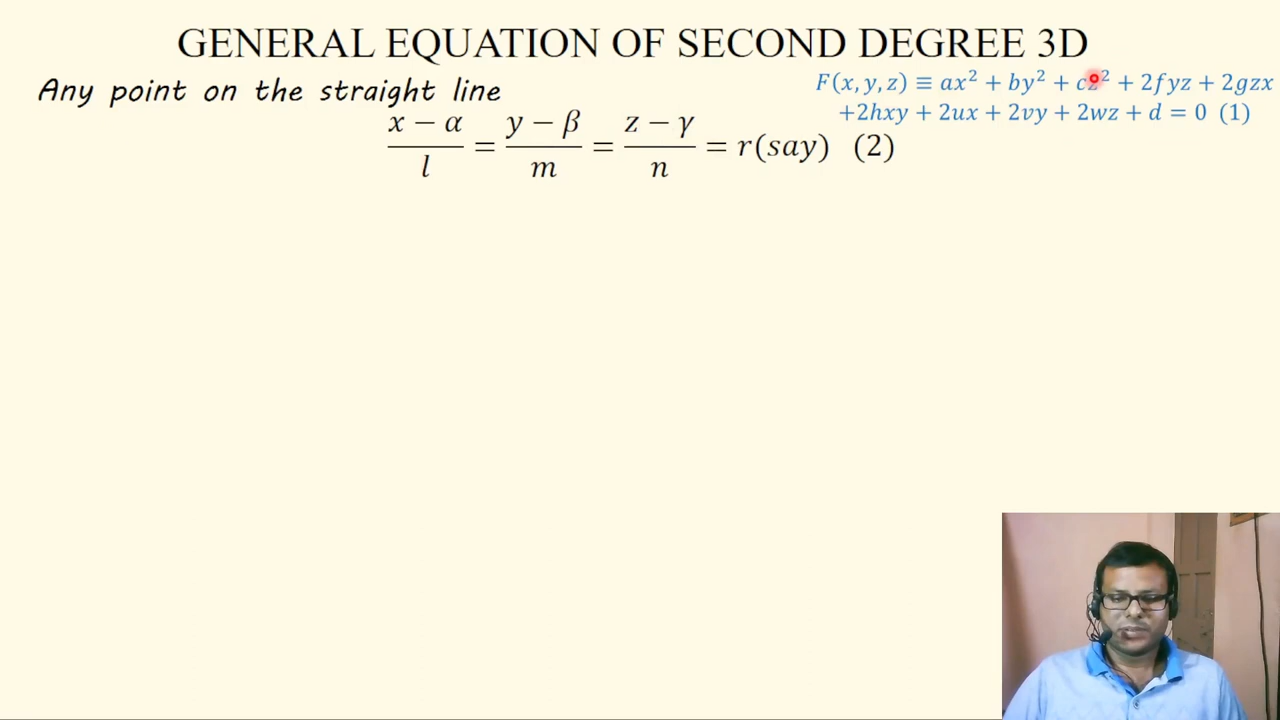 GENERAL EQUATION OF SECOND DEGREE 3D
Any point on the straight line
F(x, y, z) ≡ ax² + by² + cz² + 2fyz + 2gzx
+2hxy + 2ux + 2vy + 2wz + d = 0 (1)
(x − α)/l = (y − β)/m = (z − γ)/n = r(say) (2)